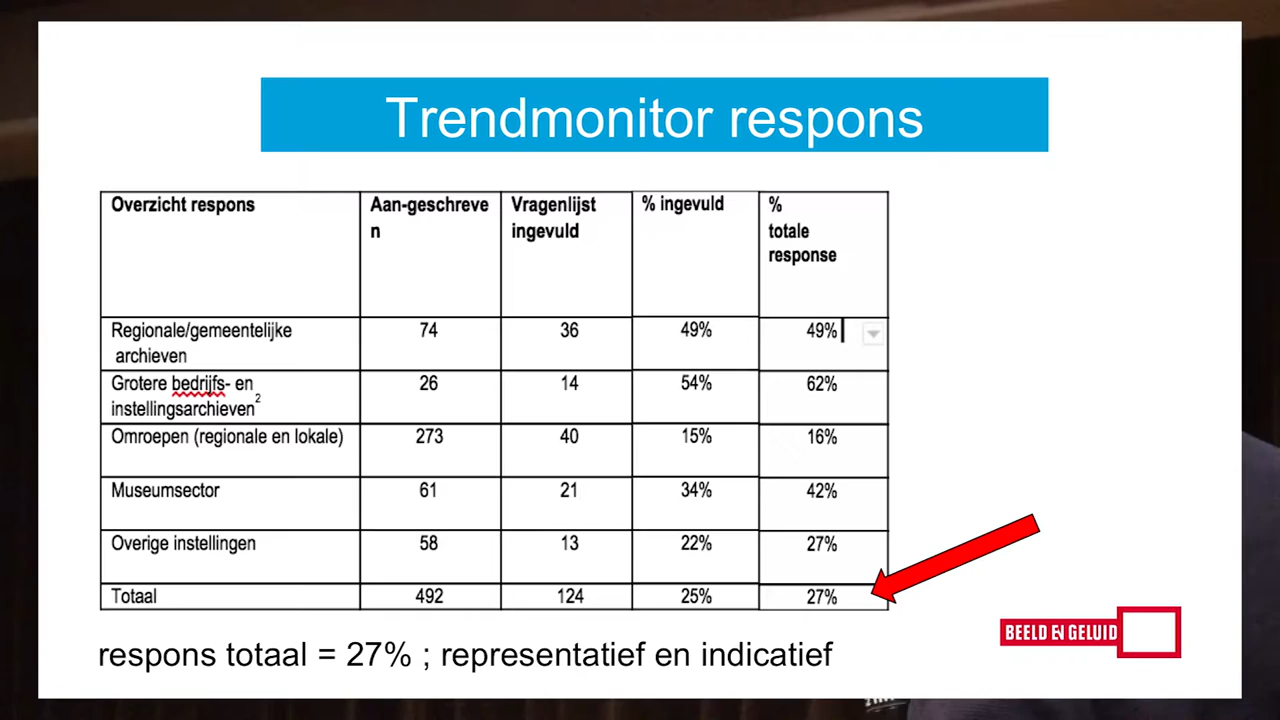 Trendmonitor respons
Overzicht respons Aan-geschreve Vragenlijst % ingevuld %
n ingevuld totale
response
Regionale/gemeentelijke 74 36 49% 49%
archieven
Grotere bedrijfs- en 26 14 54% 62%
instellingsarchieven2
Omroepen (regionale en lokale) 273 40 15% 16%
Museumsector 61 21 34% 42%
Overige instellingen 58 13 22% 27%
Totaal 492 124 25% 27%
BEELD EN GELUID
respons totaal = 27% ; representatief en indicatief